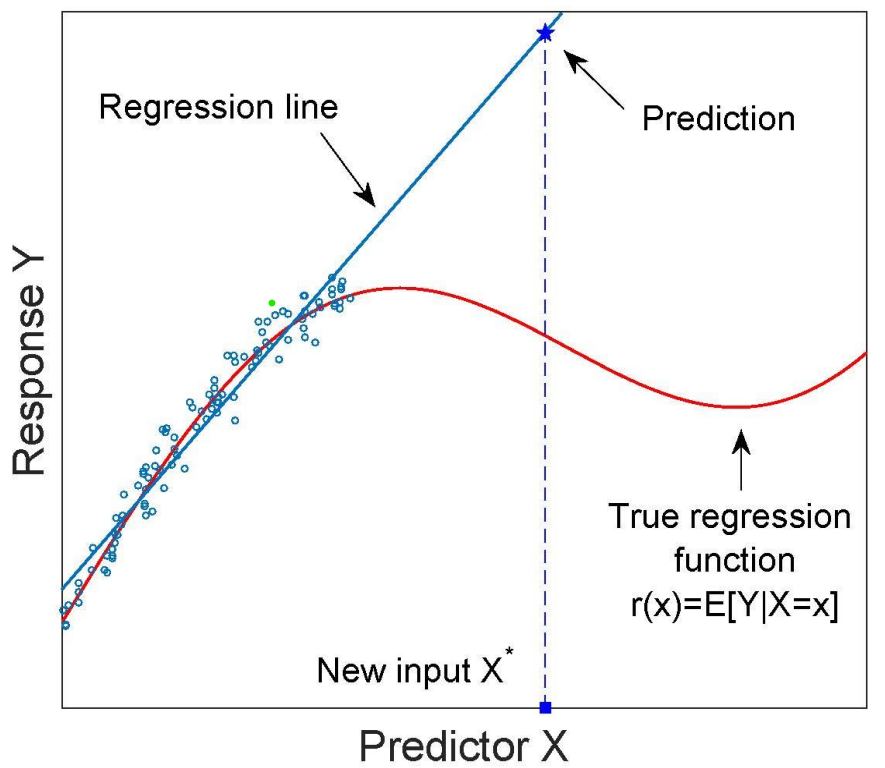 Regression line
Prediction
Response Y
True regression
function
r(x)=E[Y|X=x]
New input X*
Predictor X